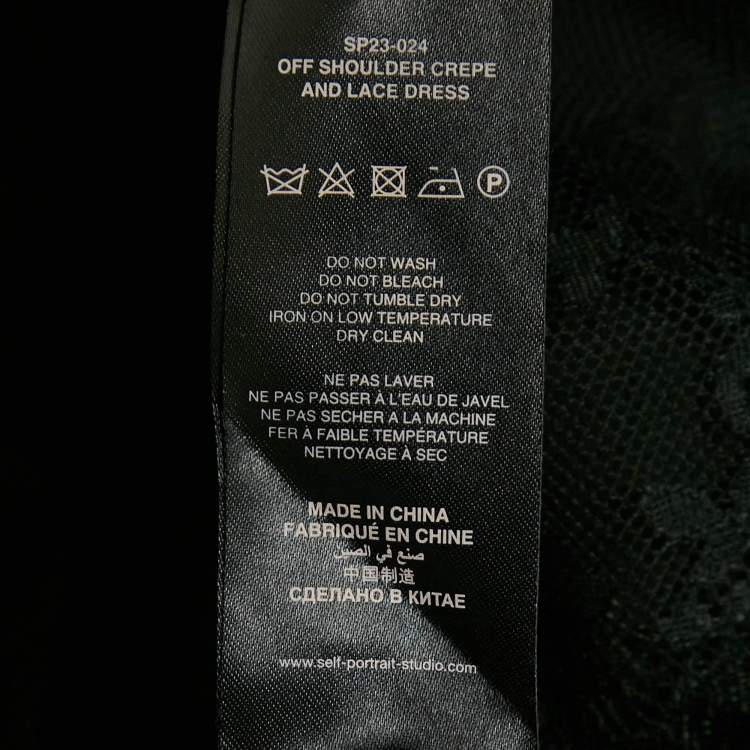 SP23-024
OFF SHOULDER CREPE
AND LACE DRESS
P
DO NOT WASH
DO NOT BLEACH
DO NOT TUMBLE DRY
IRON ON LOW TEMPERATURE
DRY CLEAN
NE PAS LAVER
NE PAS PASSER À L'EAU DE JAVEL
NE PAS SECHER A LA MACHINE
FER À FAIBLE TEMPÉRATURE
NETTOYAGE À SEC
MADE IN CHINA
FABRIQUÉ EN CHINE
صنع في الصين
中国制造
СДЕЛАНО В КИТАЕ
www.self-portrait-studio.com